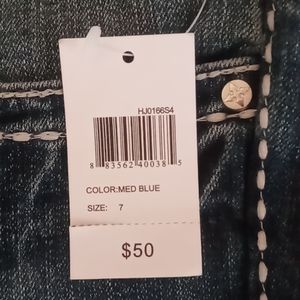 HJ0166S4
8 83562 40038 5
COLOR:MED BLUE
SIZE: 7
$50